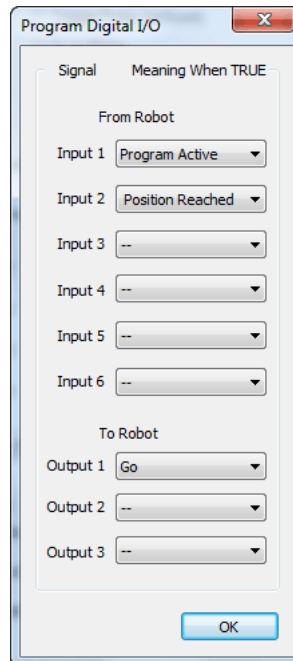 Program Digital I/O
Signal Meaning When TRUE
From Robot
Input 1 Program Active
Input 2 Position Reached
Input 3 --
Input 4 --
Input 5 --
Input 6 --
To Robot
Output 1 Go
Output 2 --
Output 3 --
OK